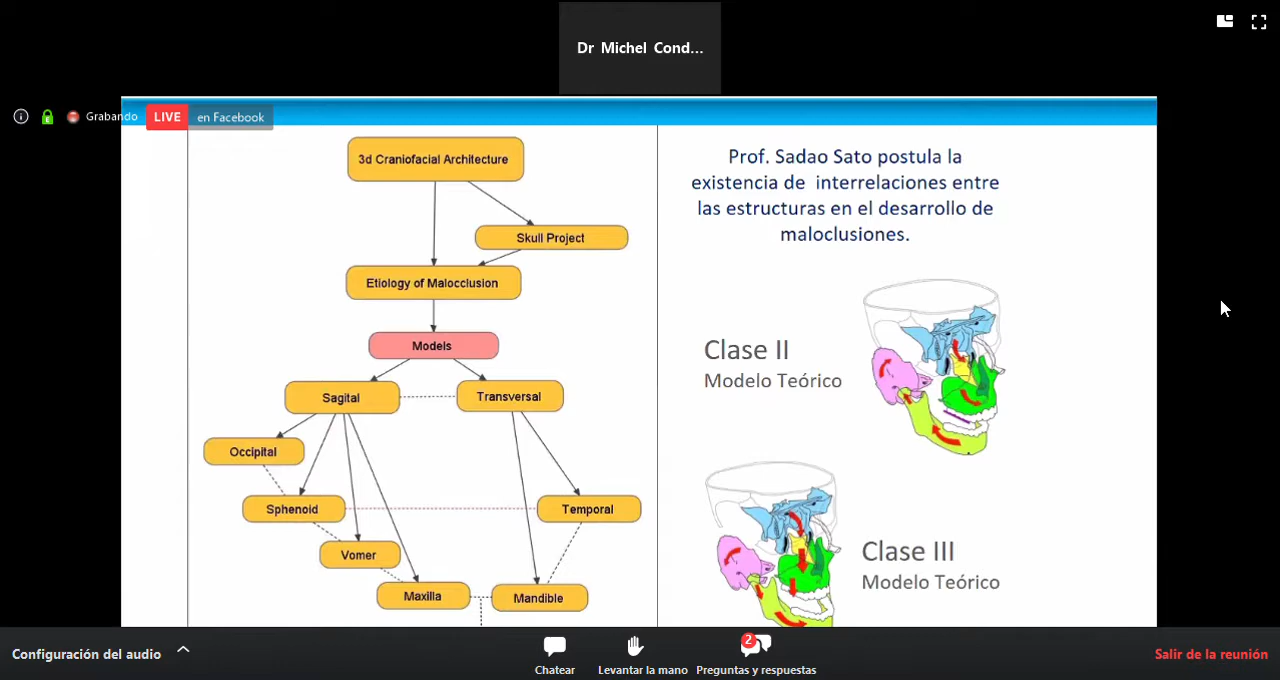 Dr Michel Cond...
Grabando
LIVE en Facebook
3d Craniofacial Architecture
Skull Project
Etiology of Malocclusion
Models
Sagital
Transversal
Occipital
Sphenoid
Temporal
Vomer
Maxilla
Mandible
Prof. Sadao Sato postula la
existencia de interrelaciones entre
las estructuras en el desarrollo de
maloclusiones.
Clase II
Modelo Teórico
Clase III
Modelo Teórico
Configuración del audio
Chatear
Levantar la mano
2
Preguntas y respuestas
Salir de la reunión